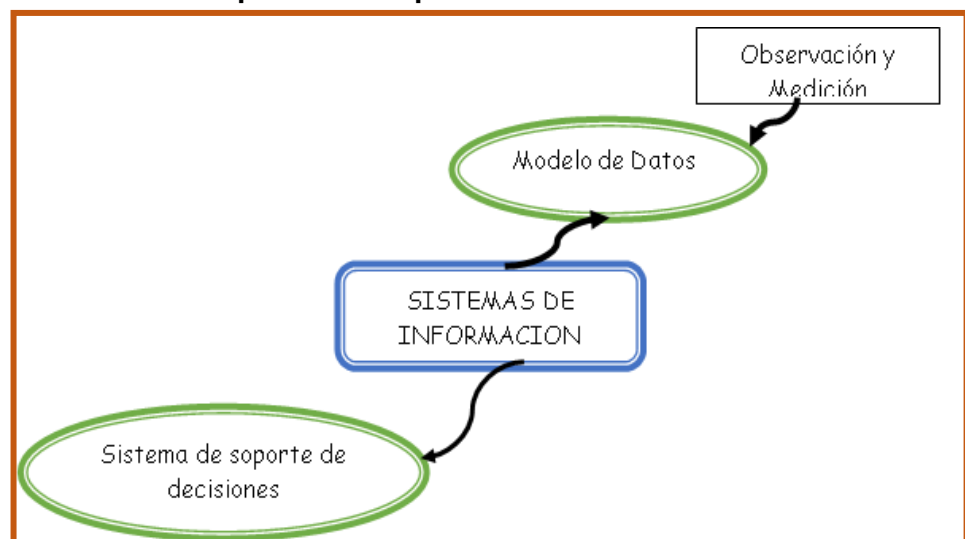 Observación y
Medición
Modelo de Datos
SISTEMAS DE
INFORMACION
Sistema de soporte de
decisiones